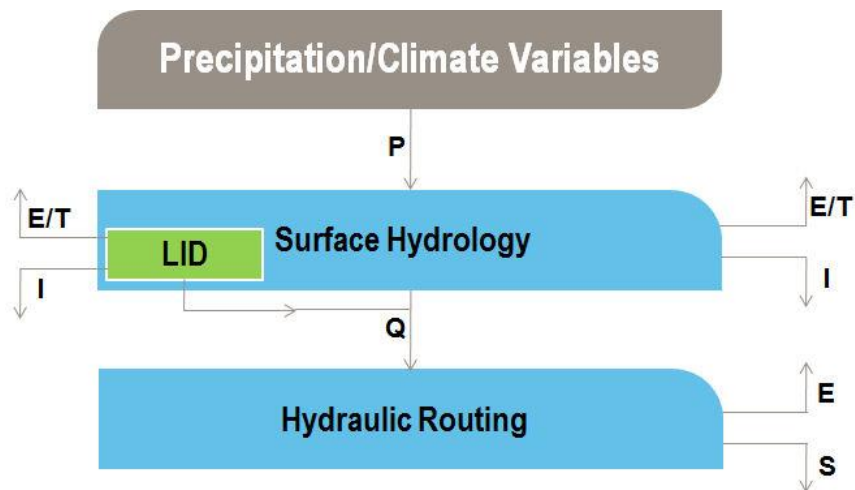 Precipitation/Climate Variables
P
E/T
E/T
LID
Surface Hydrology
I
I
Q
E
Hydraulic Routing
S